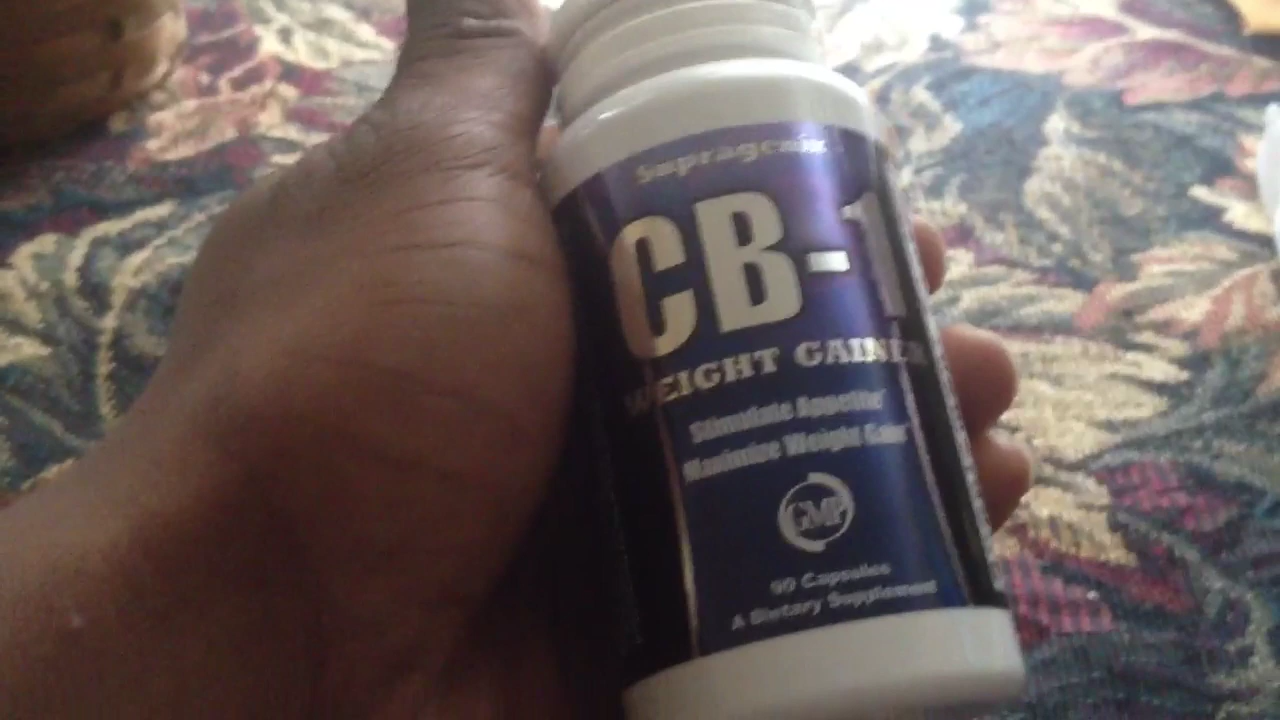 Supragenix
CB-1
WEIGHT GAINER
Stimulate Appetite
Maximize Weight Gain
GMP
90 Capsules
A Dietary Supplement